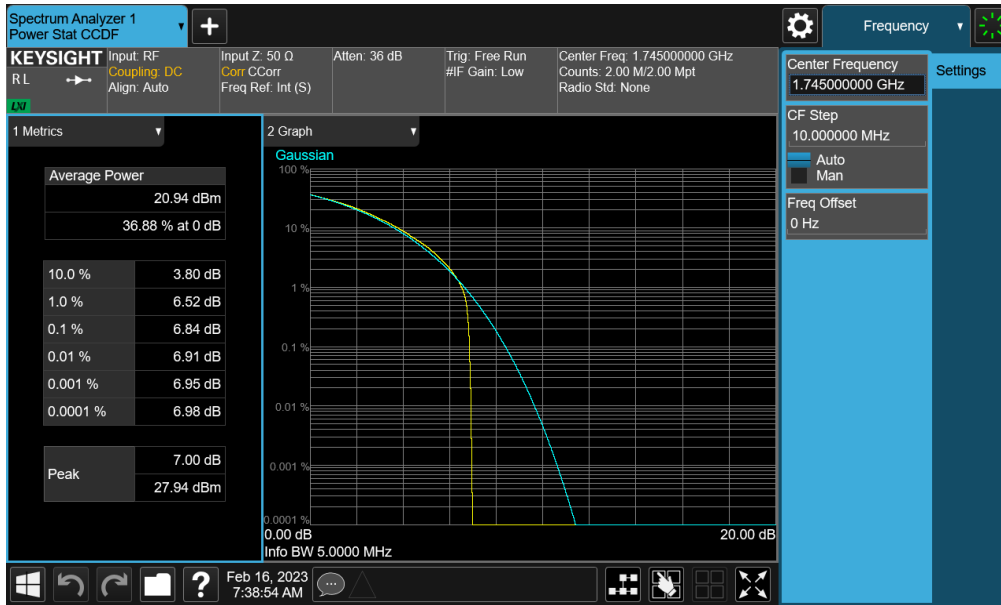 Spectrum Analyzer 1
Power Stat CCDF
+
Frequency
KEYSIGHT
R L
LXI
Input: RF
Coupling: DC
Align: Auto
Input Z: 50 Ω
Corr CCorr
Freq Ref: Int (S)
Atten: 36 dB
Trig: Free Run
#IF Gain: Low
Center Freq: 1.745000000 GHz
Counts: 2.00 M/2.00 Mpt
Radio Std: None
Center Frequency
1.745000000 GHz
Settings
CF Step
10.000000 MHz
Auto
Man
Freq Offset
0 Hz
1 Metrics
Average Power
20.94 dBm
36.88 % at 0 dB
10.0 % 3.80 dB
1.0 % 6.52 dB
0.1 % 6.84 dB
0.01 % 6.91 dB
0.001 % 6.95 dB
0.0001 % 6.98 dB
Peak
7.00 dB
27.94 dBm
2 Graph
Gaussian
100 %
10 %
1 %
0.1 %
0.01 %
0.001 %
0.0001 %
0.00 dB 20.00 dB
Info BW 5.0000 MHz
?
Feb 16, 2023
7:38:54 AM